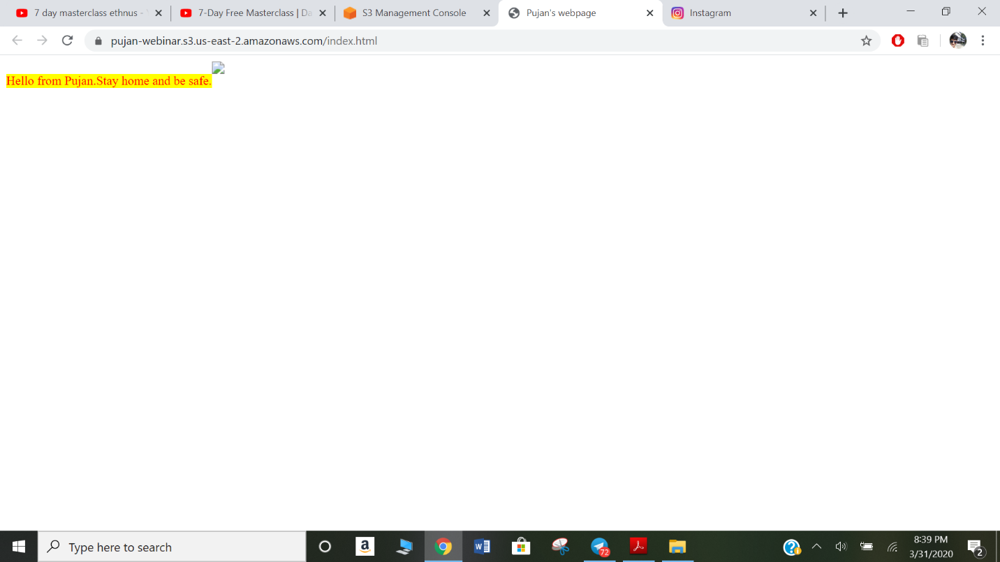 7 day masterclass ethnus -
7-Day Free Masterclass | Da
S3 Management Console
Pujan's webpage
Instagram
pujan-webinar.s3.us-east-2.amazonaws.com/index.html
Hello from Pujan.Stay home and be safe.
Type here to search
a
W
72
8:39 PM
3/31/2020
2